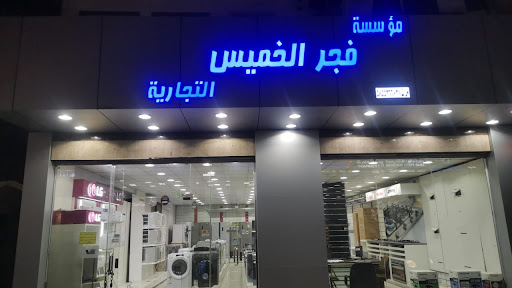 مؤسسة
فجر الخميس
التجارية
LG